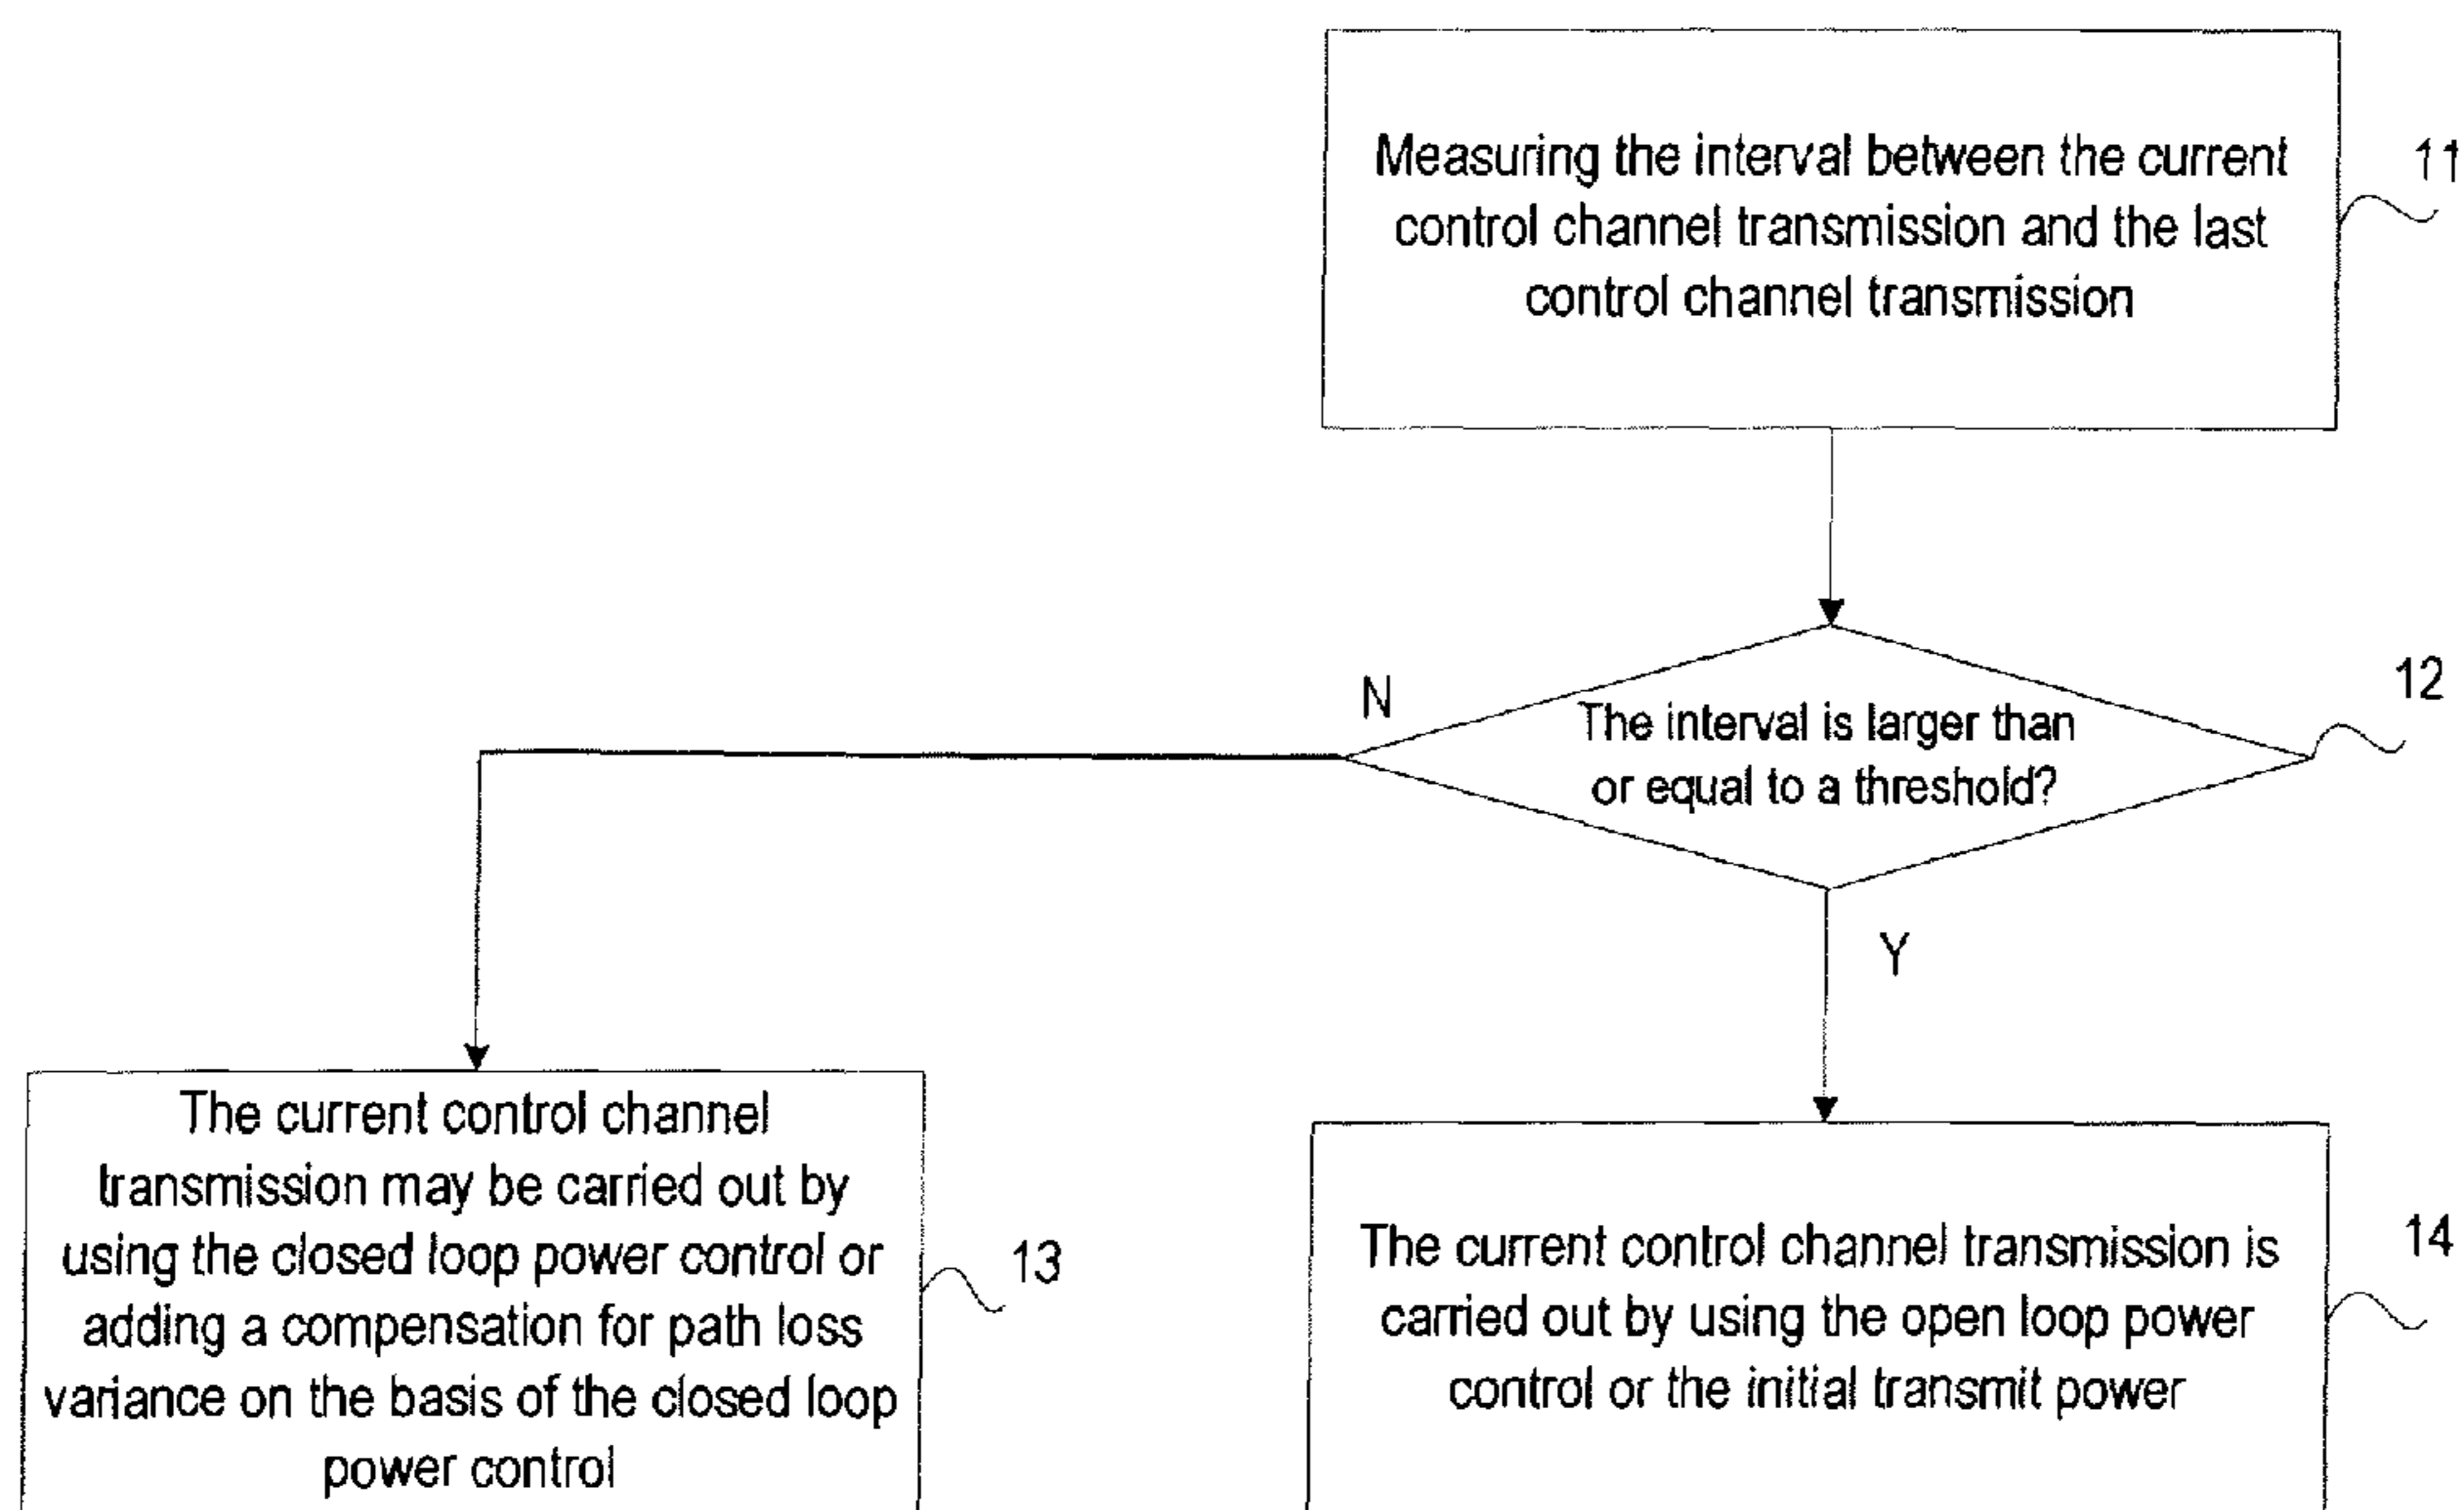 Measuring the interval between the current
control channel transmission and the last
control channel transmission
11
The interval is larger than
or equal to a threshold?
12
N
Y
The current control channel
transmission may be carried out by
using the closed loop power control or
adding a compensation for path loss
variance on the basis of the closed loop
power control
13
The current control channel transmission is
carried out by using the open loop power
control or the initial transmit power
14